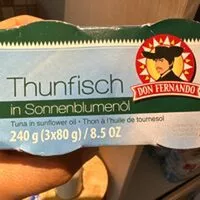 Thunfisch
in Sonnenblumenöl
DON FERNANDO
240 g (3x80 g) / 8.5 OZ
Tuna in sunflower oil • Thon à l'huile de tournesol